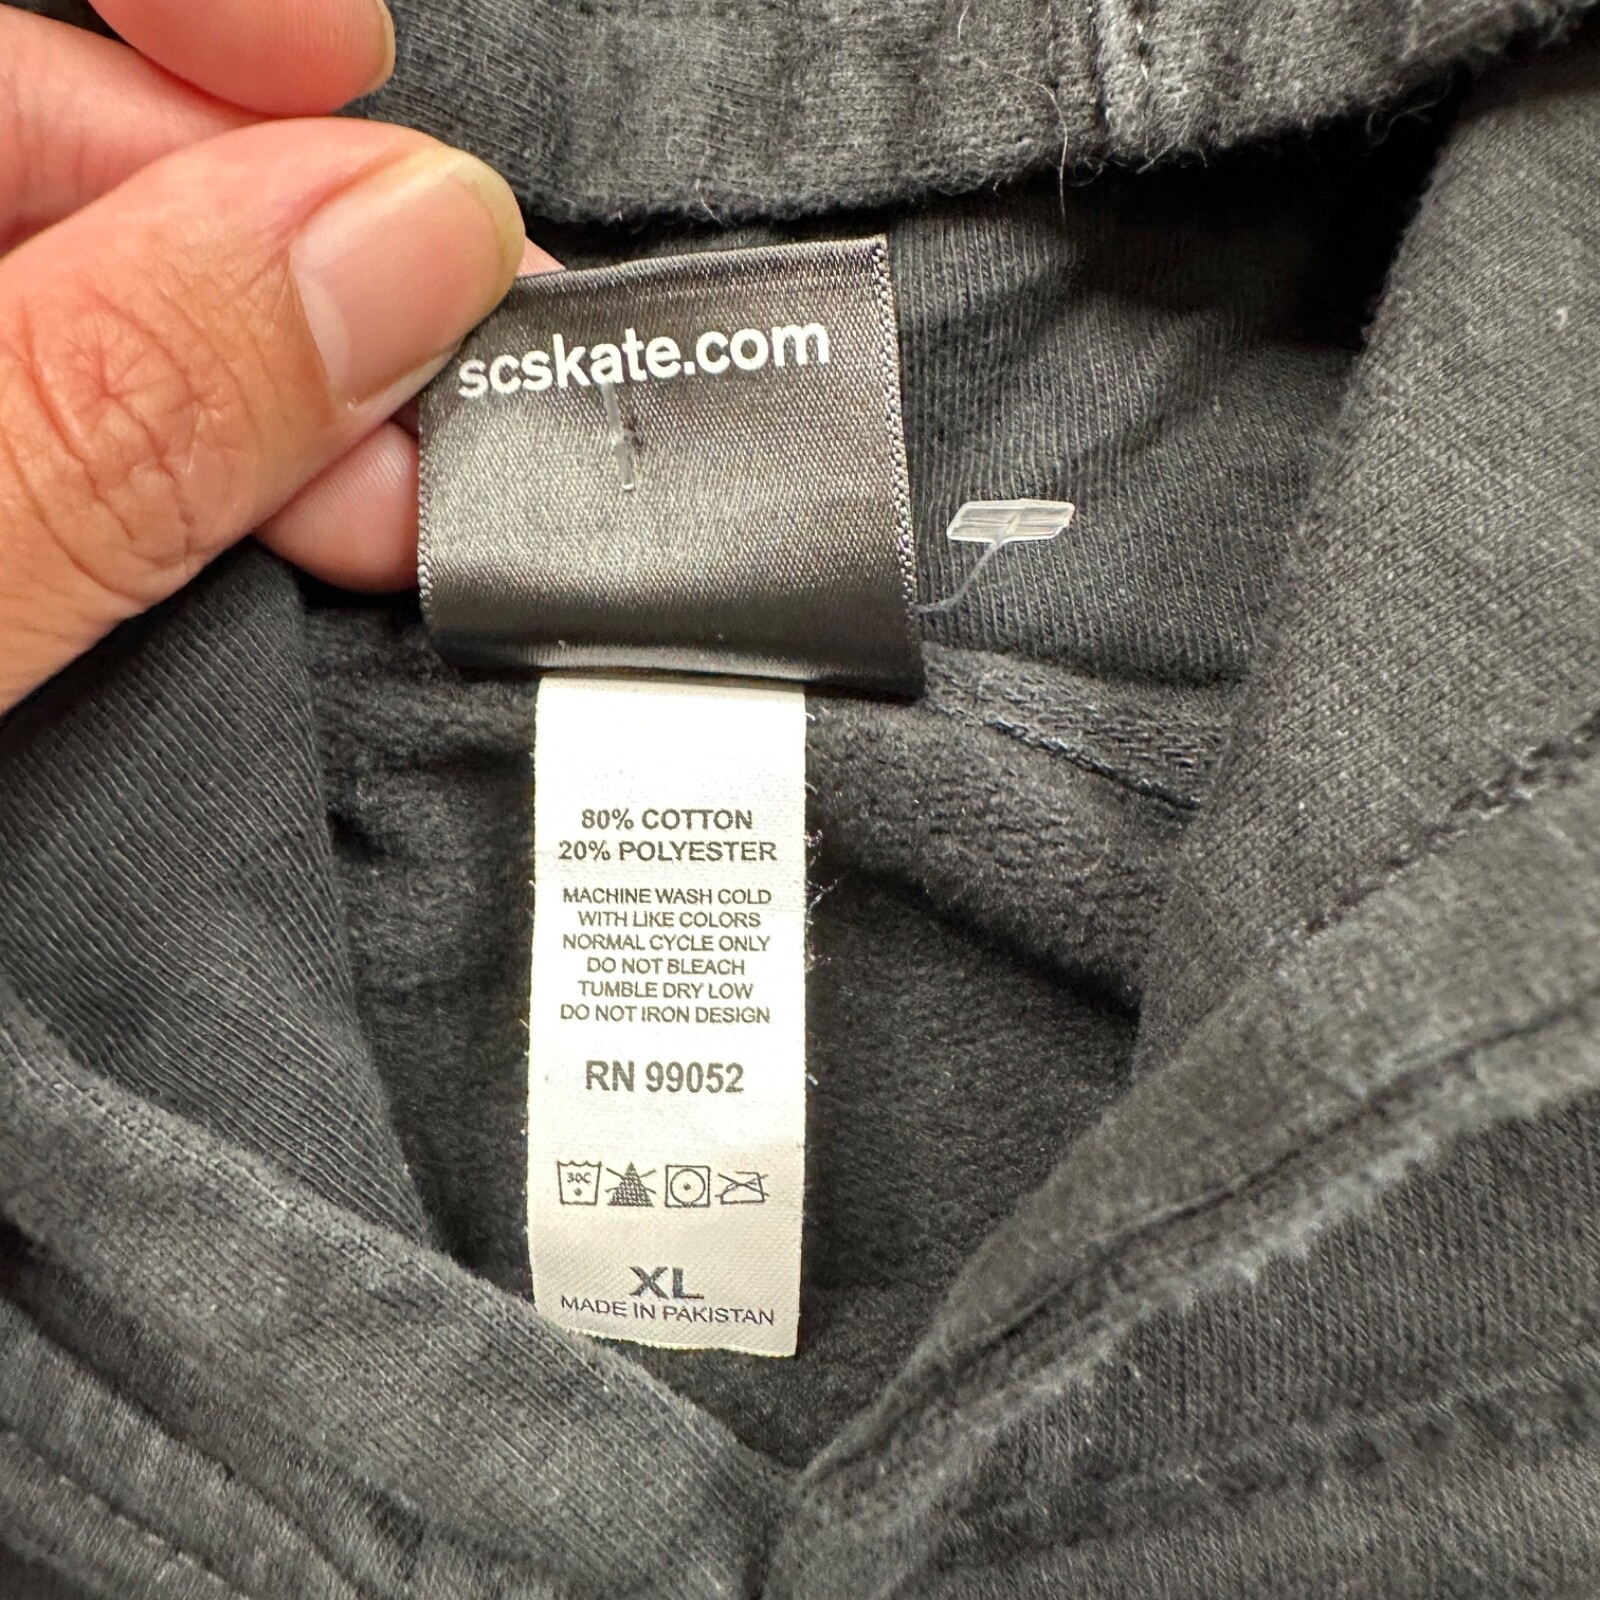 scskate.com
80% COTTON
20% POLYESTER
MACHINE WASH COLD
WITH LIKE COLORS
NORMAL CYCLE ONLY
DO NOT BLEACH
TUMBLE DRY LOW
DO NOT IRON DESIGN
RN 99052
30C
XL
MADE IN PAKISTAN